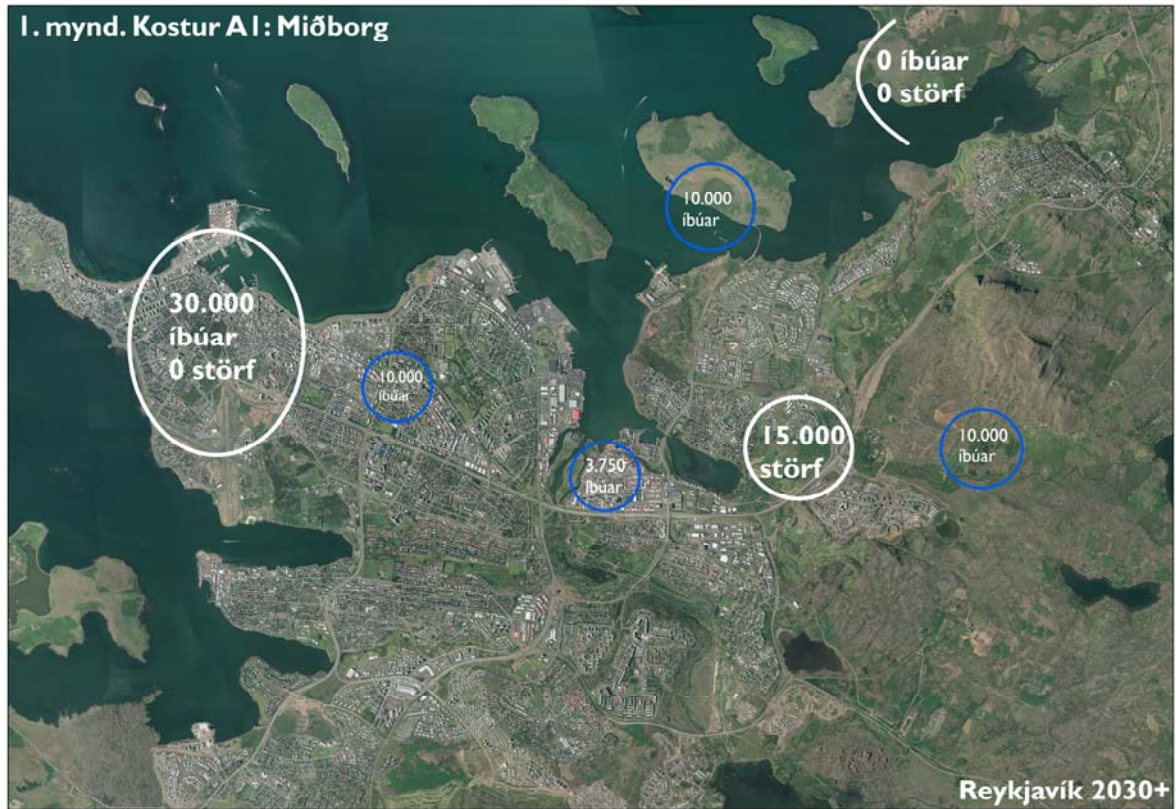 1. mynd. Kostur A1: Miðborg
0 íbúar
0 störf
10.000
íbúar
30.000
íbúar
0 störf
10.000
íbúar
3.750
íbúar
15.000
störf
10.000
íbúar
Reykjavík 2030+